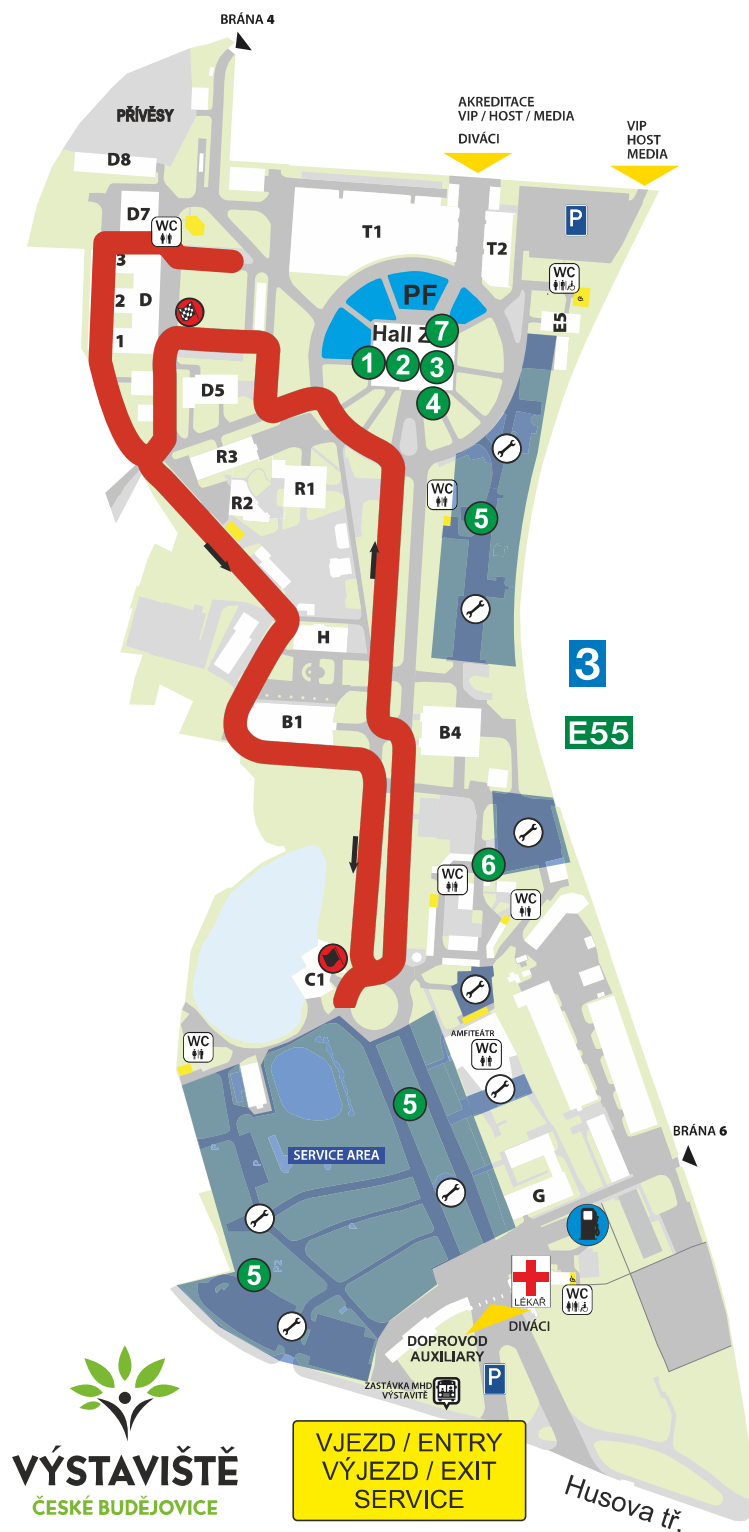 BRÁNA 4
AKREDITACE
VIP / HOST / MEDIA
DIVÁCI
VIP
HOST
MEDIA
PŘÍVĚSY
D8
D7
WC
P
T1
T2
WC
3
2
D
1
PF
Hall Z
7
E5
1
2
3
4
D5
R3
R2
R1
WC
5
H
3
E55
B1
B4
6
WC
WC
C1
AMFITEÁTR
WC
WC
5
SERVICE AREA
BRÁNA 6
G
5
LÉKAŘ
WC
DIVÁCI
DOPROVOD
AUXILIARY
ZASTÁVKA MHD
VÝSTAVIŠTĚ
P
VÝSTAVIŠTĚ
ČESKÉ BUDĚJOVICE
VJEZD / ENTRY
VÝJEZD / EXIT
SERVICE
Husova tř.